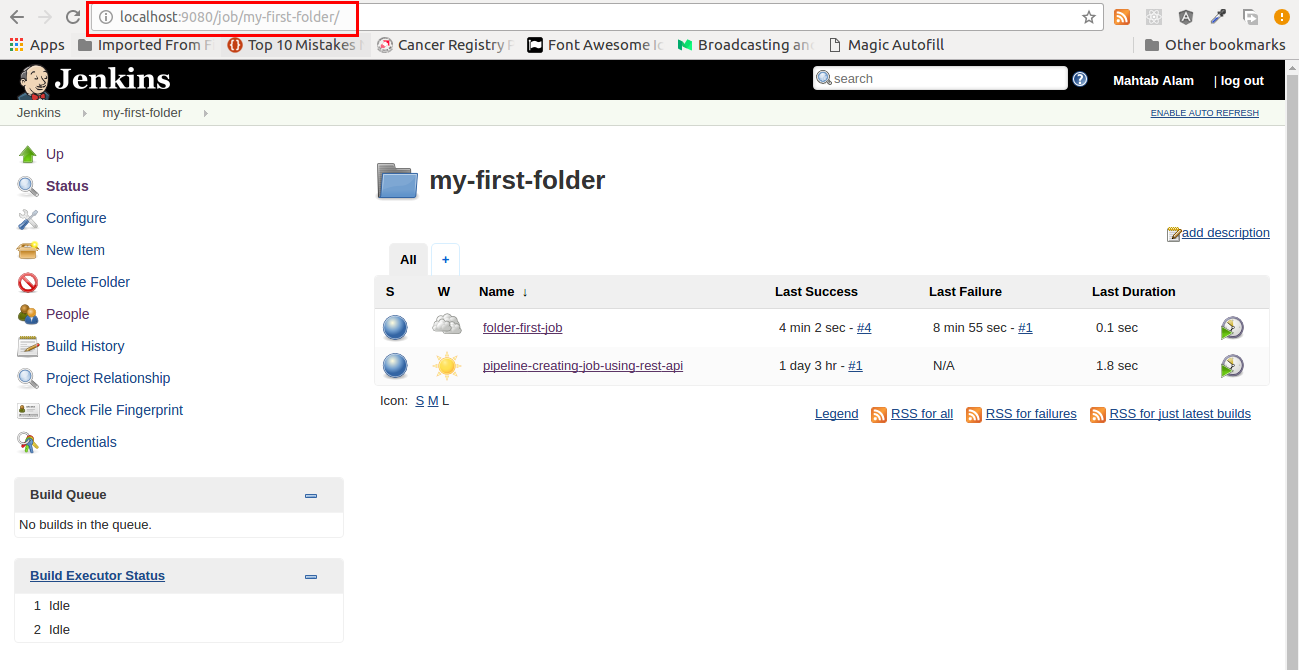 localhost:9080/job/my-first-folder/
Apps Imported From F Top 10 Mistakes Cancer Registry Font Awesome Broadcasting an Magic Autofill Other bookmarks
Jenkins search Mahtab Alam | log out
Jenkins my-first-folder ENABLE AUTO REFRESH
Up
Status
Configure
New Item
Delete Folder
People
Build History
Project Relationship
Check File Fingerprint
Credentials
Build Queue
No builds in the queue.
Build Executor Status
1 Idle
2 Idle
my-first-folder
add description
All +
S W Name ↓ Last Success Last Failure Last Duration
folder-first-job 4 min 2 sec - #4 8 min 55 sec - #1 0.1 sec
pipeline-creating-job-using-rest-api 1 day 3 hr - #1 N/A 1.8 sec
Icon: S M L
Legend RSS for all RSS for failures RSS for just latest builds